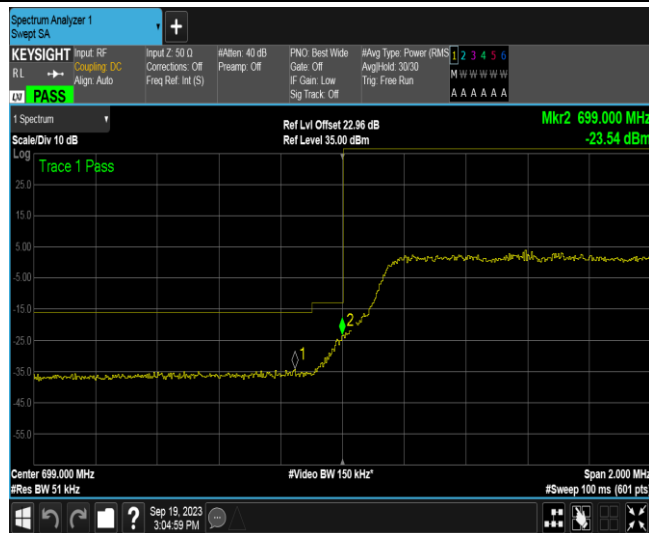 Spectrum Analyzer 1
Swept SA
+
KEYSIGHT
RL
LXI PASS
Input: RF
Coupling: DC
Align: Auto
Input Z: 50 Ω
Corrections: Off
Freq Ref: Int (S)
#Atten: 40 dB
Preamp: Off
PNO: Best Wide
Gate: Off
IF Gain: Low
Sig Track: Off
#Avg Type: Power (RMS
Avg|Hold: 30/30
Trig: Free Run
1 2 3 4 5 6
M W W W W W
A A A A A A
1 Spectrum
Scale/Div 10 dB
Ref Lvl Offset 22.96 dB
Ref Level 35.00 dBm
Mkr2 699.000 MHz
-23.54 dBm
Log
Trace 1 Pass
25.0
15.0
5.00
-5.00
-15.0
-25.0
-35.0
-45.0
-55.0
1
2
Center 699.000 MHz
#Res BW 51 kHz
#Video BW 150 kHz*
Span 2.000 MHz
#Sweep 100 ms (601 pts)
?
Sep 19, 2023
3:04:59 PM